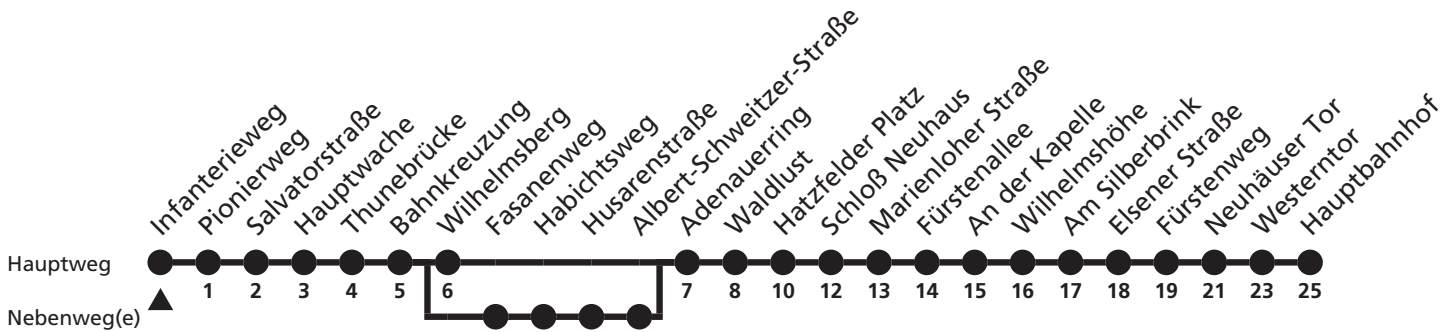 Infanterieweg
Pionierweg
Salvatorstraße
Hauptwache
Thunebrücke
Bahnkreuzung
Wilhelmsberg
Fasanenweg
Habichtsweg
Husarenstraße
Albert-Schweitzer-Straße
Adenauerring
Waldlust
Hatzfelder Platz
Schloß Neuhaus
Marienloher Straße
Fürstenallee
An der Kapelle
Wilhelmshöhe
Am Silberbrink
Elsener Straße
Fürstenweg
Neuhäuser Tor
Westerntor
Hauptbahnhof
Hauptweg
1 2 3 4 5 6 7 8 10 12 13 14 15 16 17 18 19 21 23 25
Nebenweg(e)